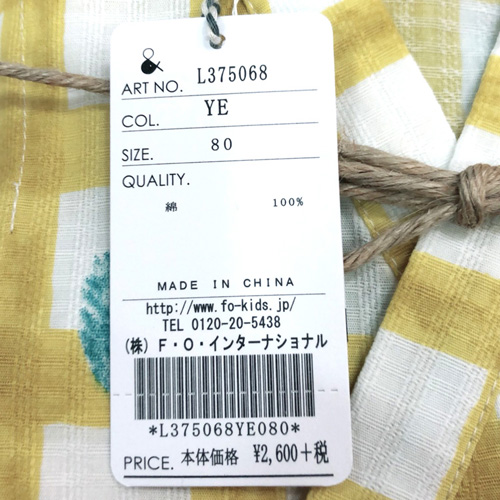 &
ART NO. L375068
COL. YE
SIZE. 80
QUALITY.
綿 100%
MADE IN CHINA
http://www.fo-kids.jp/
TEL 0120-20-5438
(株) F・O・インターナショナル
*L375068YE080*
PRICE. 本体価格 ¥2,600+税